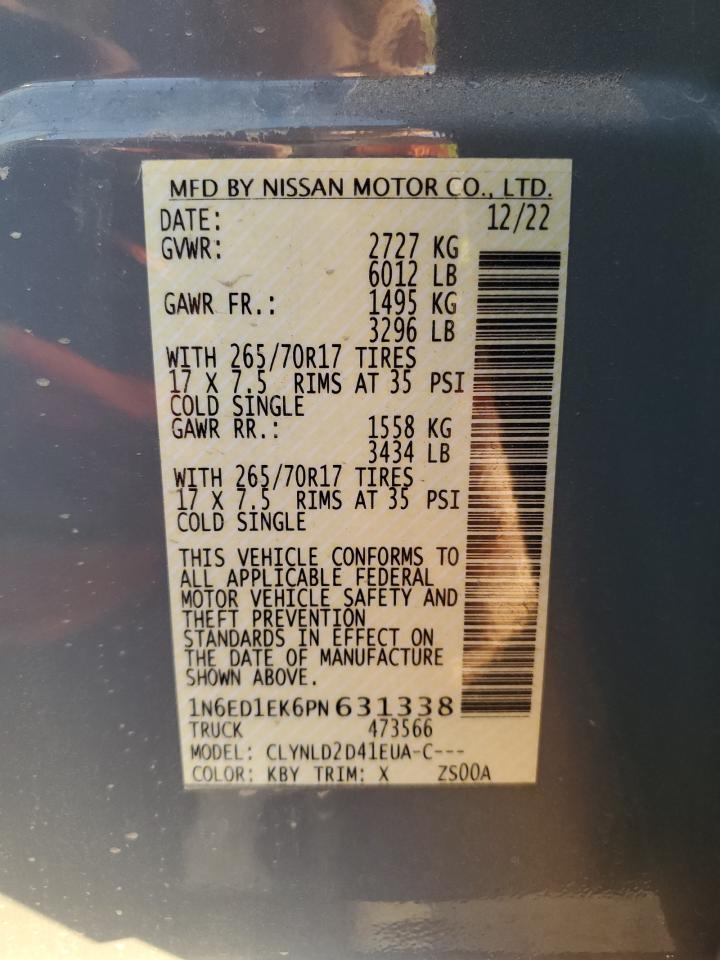 MFD BY NISSAN MOTOR CO., LTD.
DATE: 12/22
GVWR: 2727 KG
6012 LB
GAWR FR.: 1495 KG
3296 LB
WITH 265/70R17 TIRES
17 X 7.5 RIMS AT 35 PSI
COLD SINGLE
GAWR RR.: 1558 KG
3434 LB
WITH 265/70R17 TIRES
17 X 7.5 RIMS AT 35 PSI
COLD SINGLE
THIS VEHICLE CONFORMS TO
ALL APPLICABLE FEDERAL
MOTOR VEHICLE SAFETY AND
THEFT PREVENTION
STANDARDS IN EFFECT ON
THE DATE OF MANUFACTURE
SHOWN ABOVE.
1N6ED1EK6PN631338
TRUCK 473566
MODEL: CLYNLD2D41EUA-C---
COLOR: KBY TRIM: X ZS00A